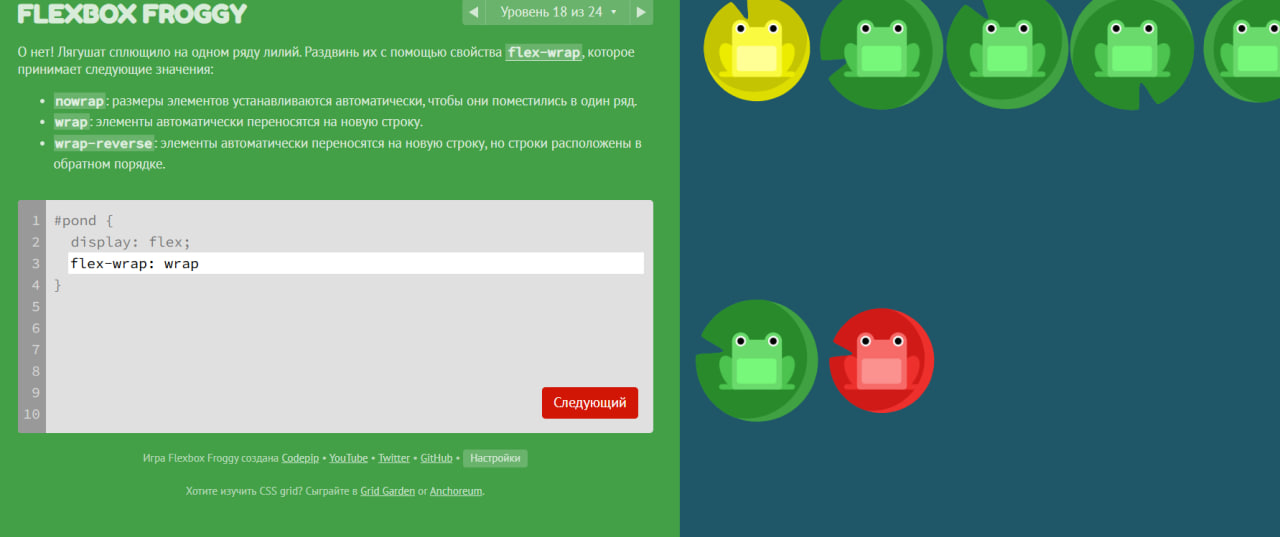 FLEXBOX FROGGY
Уровень 18 из 24
О нет! Лягушат сплющило на одном ряду лилий. Раздвинь их с помощью свойства flex-wrap, которое
принимает следующие значения:
• nowrap: размеры элементов устанавливаются автоматически, чтобы они поместились в один ряд.
• wrap: элементы автоматически переносятся на новую строку.
• wrap-reverse: элементы автоматически переносятся на новую строку, но строки расположены в
обратном порядке.
1 #pond {
2 display: flex;
3 flex-wrap: wrap
4 }
5
6
7
8
9
10
Следующий
Игра Flexbox Froggy создана Codepip • YouTube • Twitter • GitHub • Настройки
Хотите изучить CSS grid? Сыграйте в Grid Garden or Anchoreum.